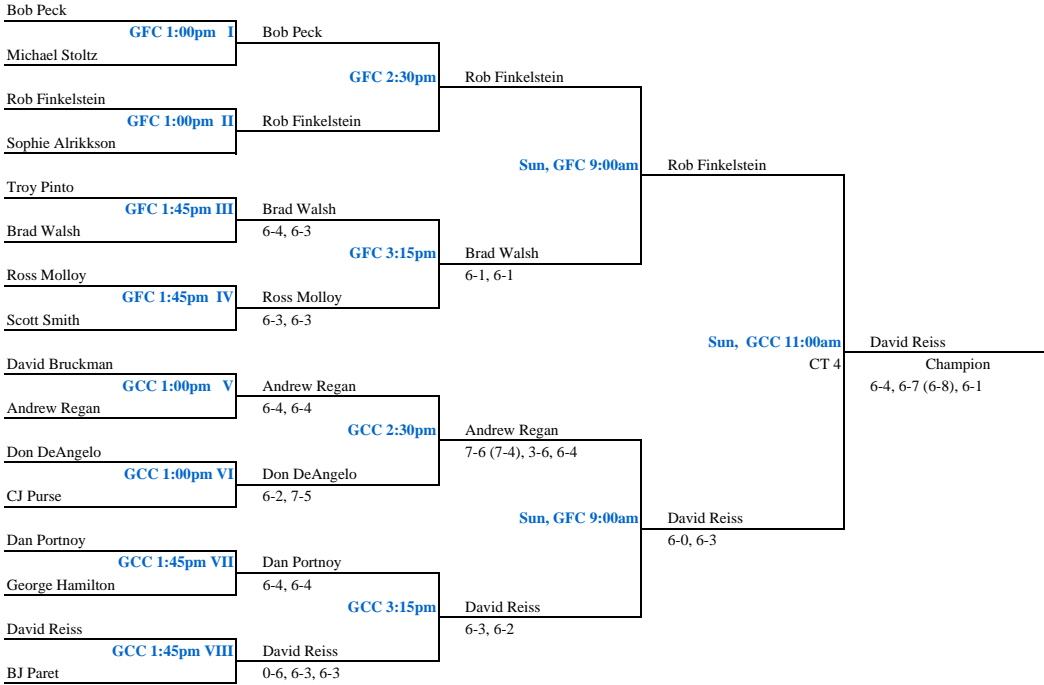 Bob Peck
GFC 1:00pm I
Bob Peck
Michael Stoltz
GFC 2:30pm
Rob Finkelstein
Rob Finkelstein
GFC 1:00pm II
Rob Finkelstein
Sophie Alrikkson
Sun, GFC 9:00am
Rob Finkelstein
Troy Pinto
GFC 1:45pm III
Brad Walsh
Brad Walsh
6-4, 6-3
GFC 3:15pm
Brad Walsh
6-1, 6-1
Ross Molloy
GFC 1:45pm IV
Ross Molloy
Scott Smith
6-3, 6-3
Sun, GCC 11:00am
David Reiss
CT 4
Champion
6-4, 6-7 (6-8), 6-1
David Bruckman
GCC 1:00pm V
Andrew Regan
Andrew Regan
6-4, 6-4
GCC 2:30pm
Andrew Regan
7-6 (7-4), 3-6, 6-4
Don DeAngelo
GCC 1:00pm VI
Don DeAngelo
CJ Purse
6-2, 7-5
Sun, GFC 9:00am
David Reiss
6-0, 6-3
Dan Portnoy
GCC 1:45pm VII
Dan Portnoy
George Hamilton
6-4, 6-4
GCC 3:15pm
David Reiss
6-3, 6-2
David Reiss
GCC 1:45pm VIII
David Reiss
BJ Paret
0-6, 6-3, 6-3